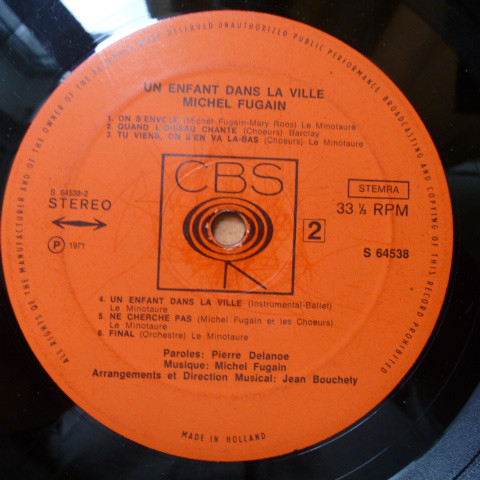 ALL RIGHTS OF THE MANUFACTURER AND OF THE OWNER OF THE RECORDED WORK RESERVED UNAUTHORIZED PUBLIC PERFORMANCE BROADCASTING AND COPYING OF THIS RECORD PROHIBITED
UN ENFANT DANS LA VILLE
MICHEL FUGAIN
1. ON S'ENVOLE (Michel Fugain-Mary Roos) Le Minotaure
2. QUAND L'OISEAU CHANTE (Choeurs) Barclay
3. TU VIENS, ON S'EN VA LA-BAS (Choeurs) Le Minotaure
CBS
S 64538-2
STEREO
STEMRA
33 ⅓ RPM
P 1971
2
S 64538
4. UN ENFANT DANS LA VILLE (Instrumental-Ballet)
Le Minotaure
5. NE CHERCHE PAS (Michel Fugain er les Chœurs)
Le Minotaure
6. FINAL (Orchestre) Le Minotaure
Paroles: Pierre Delanoe
Musique: Michel Fugain
Arrangements et Direction Musical: Jean Bouchety
MADE IN HOLLAND